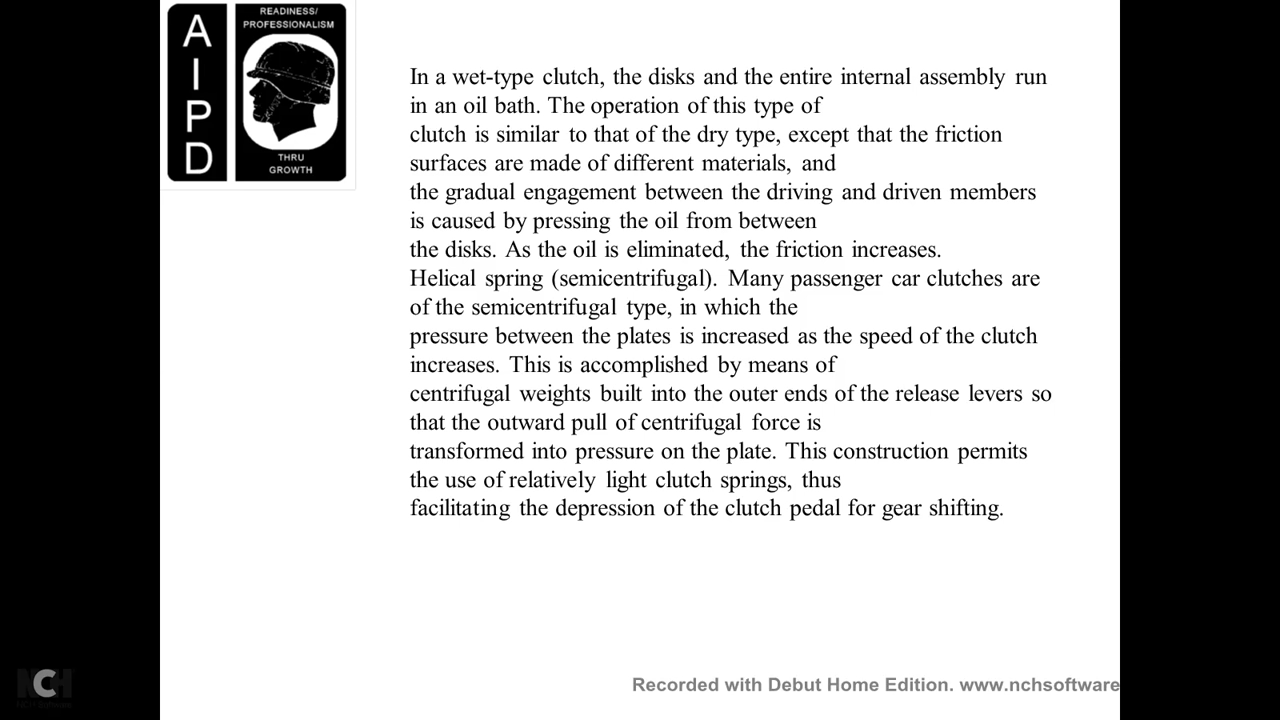 READINESS/
PROFESSIONALISM
A
I
P
D
THRU
GROWTH
In a wet-type clutch, the disks and the entire internal assembly run
in an oil bath. The operation of this type of
clutch is similar to that of the dry type, except that the friction
surfaces are made of different materials, and
the gradual engagement between the driving and driven members
is caused by pressing the oil from between
the disks. As the oil is eliminated, the friction increases.
Helical spring (semicentrifugal). Many passenger car clutches are
of the semicentrifugal type, in which the
pressure between the plates is increased as the speed of the clutch
increases. This is accomplished by means of
centrifugal weights built into the outer ends of the release levers so
that the outward pull of centrifugal force is
transformed into pressure on the plate. This construction permits
the use of relatively light clutch springs, thus
facilitating the depression of the clutch pedal for gear shifting.
NCH
NCH Software
Recorded with Debut Home Edition. www.nchsoftware